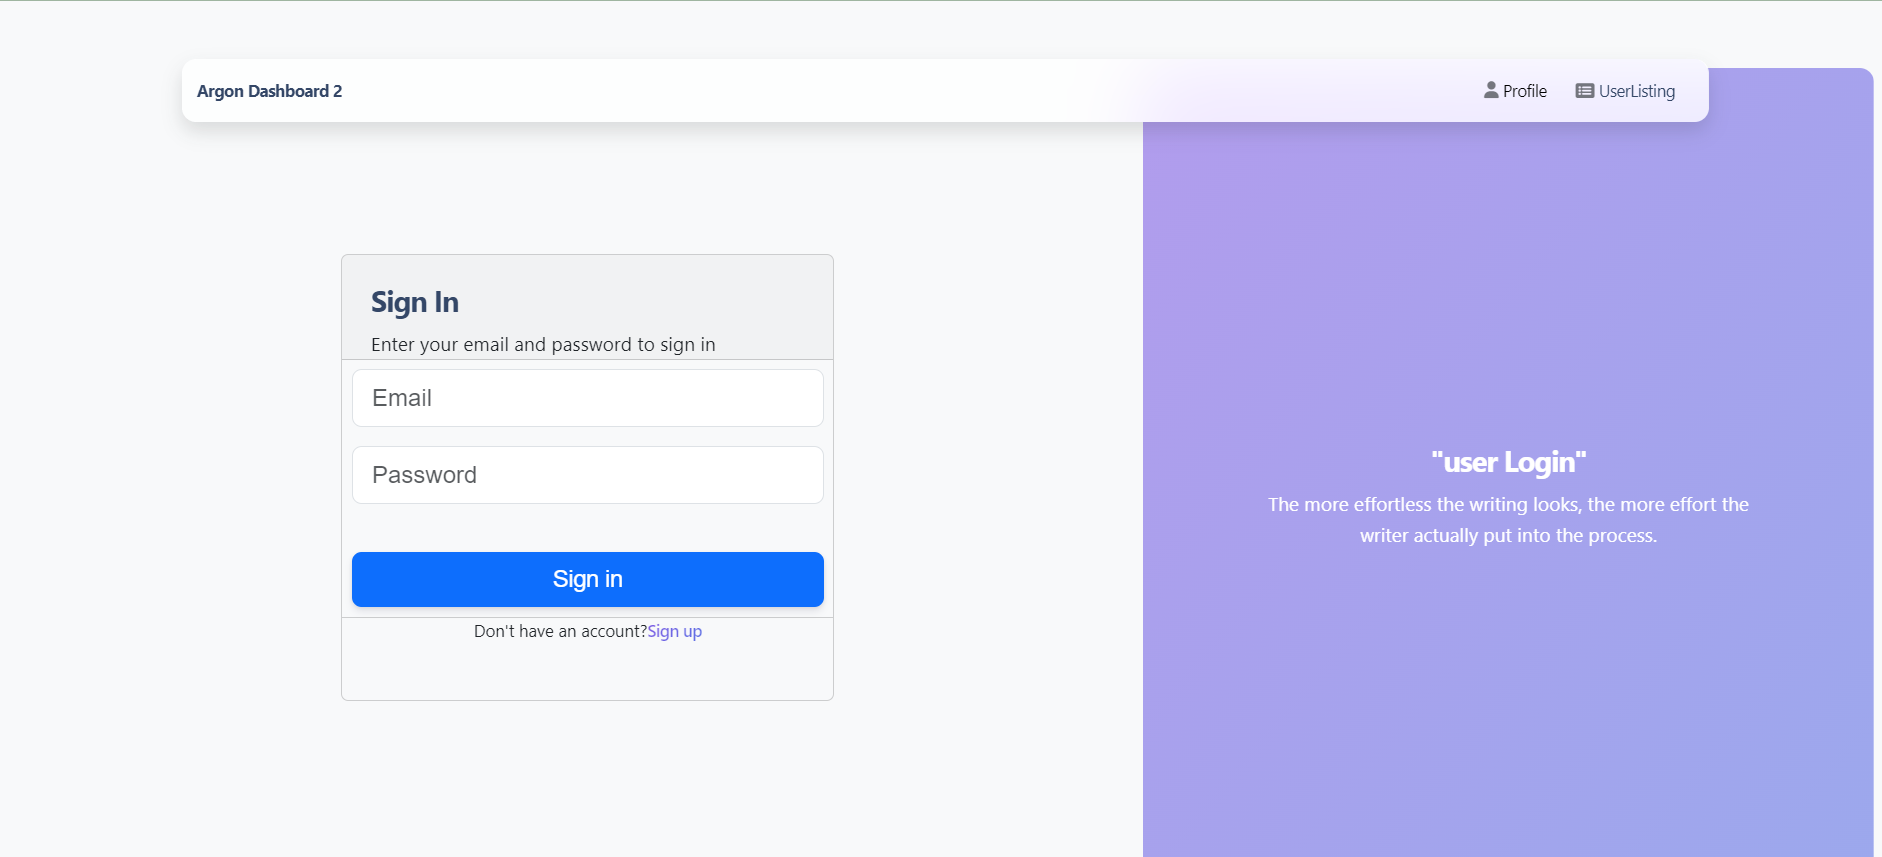 Argon Dashboard 2
Profile
UserListing
Sign In
Enter your email and password to sign in
Email
Password
Sign in
Don't have an account?Sign up
"user Login"
The more effortless the writing looks, the more effort the
writer actually put into the process.